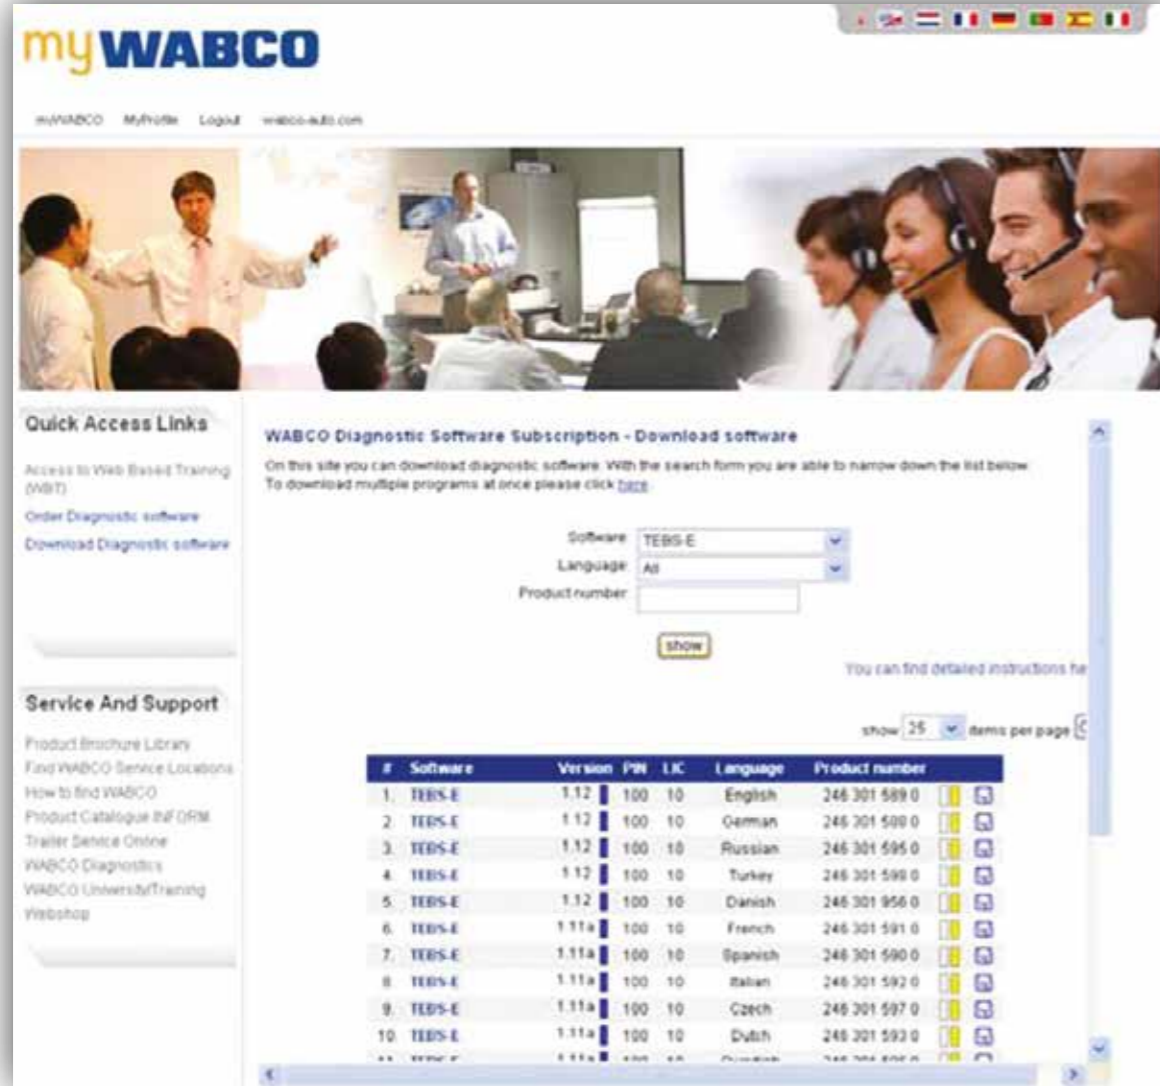 myWABCO
myWABCO MyProfile Logout wabco-auto.com
Quick Access Links
Access to Web Based Training
(WBT)
Order Diagnostic software
Download Diagnostic software
Service And Support
Product Brochure Library
Find WABCO Service Locations
How to find WABCO
Product Catalogue INFORM
Trailer Service Online
WABCO Diagnostics
WABCO University/Training
Webshop
WABCO Diagnostic Software Subscription - Download software
On this site you can download diagnostic software. With the search form you are able to narrow down the list below.
To download multiple programs at once please click here.
Software TEBS-E
Language All
Product number
show
You can find detailed instructions he
show 25 items per page
# Software Version PIN LIC Language Product number
1. TEBS-E 1.12 100 10 English 246 301 589 0
2. TEBS-E 1.12 100 10 German 246 301 588 0
3. TEBS-E 1.12 100 10 Russian 246 301 595 0
4. TEBS-E 1.12 100 10 Turkey 246 301 598 0
5. TEBS-E 1.12 100 10 Danish 246 301 956 0
6. TEBS-E 1.11a 100 10 French 246 301 591 0
7. TEBS-E 1.11a 100 10 Spanish 246 301 590 0
8. TEBS-E 1.11a 100 10 Italian 246 301 592 0
9. TEBS-E 1.11a 100 10 Czech 246 301 597 0
10. TEBS-E 1.11a 100 10 Dutch 246 301 593 0